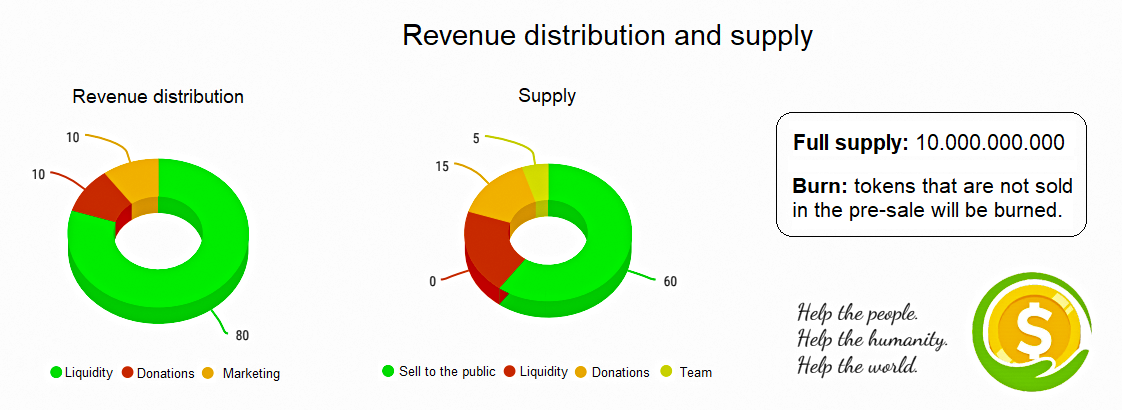 Revenue distribution and supply
Revenue distribution
10
10
80
Liquidity Donations Marketing
Supply
5
15
0
60
Sell to the public Liquidity Donations Team
Full supply: 10.000.000.000
Burn: tokens that are not sold
in the pre-sale will be burned.
Help the people.
Help the humanity.
Help the world.
$